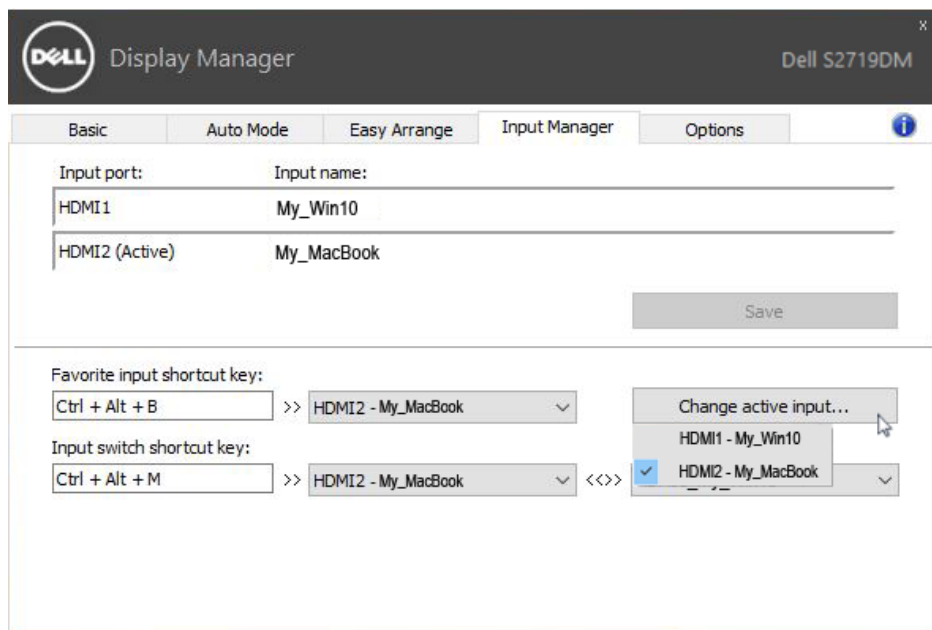 DELL Display Manager
x
Dell S2719DM
Basic Auto Mode Easy Arrange Input Manager Options
Input port: Input name:
HDMI1 My_Win10
HDMI2 (Active) My_MacBook
Save
Favorite input shortcut key:
Ctrl + Alt + B >> HDMI2 - My_MacBook Change active input...
HDMI1 - My_Win10
Input switch shortcut key:
HDMI2 - My_MacBook
Ctrl + Alt + M >> HDMI2 - My_MacBook <<>>